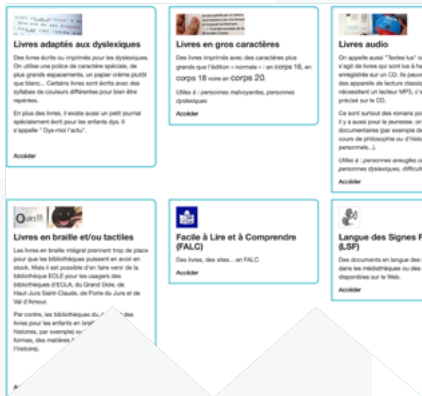 Livres adaptés aux dyslexiques
Des livres écrits ou imprimés pour les dyslexiques.
On utilise une police de caractère spéciale, de
plus grands espacements, un papier crème plutôt
que blanc... Certains livres sont écrits avec des
syllabes de couleurs différentes pour bien être
repérées.
En plus des livres, il existe aussi un petit journal
spécialement écrit pour les enfants dys. Il
s'appelle " Dys-moi l'actu".
Accéder
Livres en gros caractères
Des livres imprimés avec des caractères plus
grands que l'édition « normale » : en corps 16, en
corps 18 voire en corps 20.
Utiles à : personnes malvoyantes, personnes
dyslexiques
Accéder
Livres audio
On appelle aussi "Textes lus" o
s'agit de livres qui sont lus à ha
enregistrés sur un CD. Ils peuve
des appareils de lecture classiq
nécessitent un lecteur MP3, c'e
précisé sur le CD.
Ce sont surtout des romans po
il y a aussi pour la jeunesse, on
documentaires (par exemple de
cours de philosophie ou d'histo
personnels..).
Utiles à : personnes aveugles o
personnes dyslexiques, difficulté
Accéder
Livres en braille et/ou tactiles
Les livres en braille intégral prennent trop de place
pour que les bibliothèques puissent en avoir en
stock. Mais il est possible d'en faire venir de la
bibliothèque EOLE pour les usagers des
bibliothèques d'ECLA, du Grand Dole, de
Haut-Jura Saint-Claude, de Porte du Jura et de
Val d'Amour.
Par contre, les bibliothèques du J des
livres pour les enfants en brail
histoires, par exemple) ou
formes, des matières
l'histoire).
Facile à Lire et à Comprendre
(FALC)
Des livres, des sites... en FALC
Accéder
Langue des Signes F
(LSF)
Des documents en langue des s
dans les médiathèques ou des
disponibles sur le Web.
Accéder